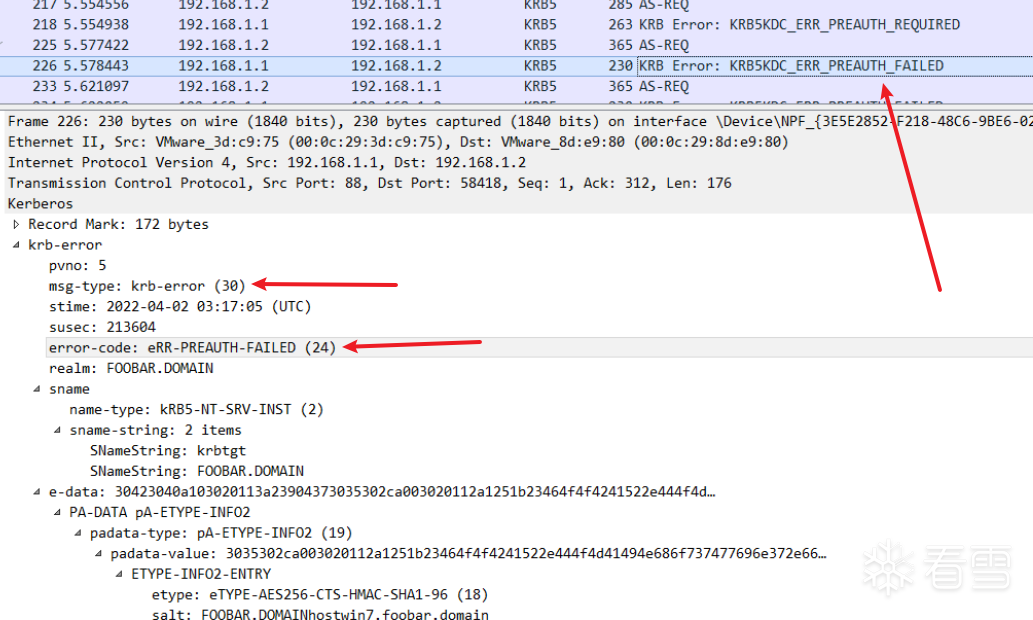 217 5.554556 192.168.1.2 192.168.1.1 KRB5 285 AS-REQ
218 5.554938 192.168.1.1 192.168.1.2 KRB5 263 KRB Error: KRB5KDC_ERR_PREAUTH_REQUIRED
225 5.577422 192.168.1.2 192.168.1.1 KRB5 365 AS-REQ
226 5.578443 192.168.1.1 192.168.1.2 KRB5 230 KRB Error: KRB5KDC_ERR_PREAUTH_FAILED
233 5.621097 192.168.1.2 192.168.1.1 KRB5 365 AS-REQ
Frame 226: 230 bytes on wire (1840 bits), 230 bytes captured (1840 bits) on interface \Device\NPF_{3E5E2852-F218-48C6-9BE6-02
Ethernet II, Src: VMware_3d:c9:75 (00:0c:29:3d:c9:75), Dst: VMware_8d:e9:80 (00:0c:29:8d:e9:80)
Internet Protocol Version 4, Src: 192.168.1.1, Dst: 192.168.1.2
Transmission Control Protocol, Src Port: 88, Dst Port: 58418, Seq: 1, Ack: 312, Len: 176
Kerberos
Record Mark: 172 bytes
krb-error
pvno: 5
msg-type: krb-error (30)
stime: 2022-04-02 03:17:05 (UTC)
susec: 213604
error-code: eRR-PREAUTH-FAILED (24)
realm: FOOBAR.DOMAIN
sname
name-type: kRB5-NT-SRV-INST (2)
sname-string: 2 items
SNameString: krbtgt
SNameString: FOOBAR.DOMAIN
e-data: 30423040a103020113a23904373035302ca003020112a1251b23464f4f4241522e444f4d…
PA-DATA pA-ETYPE-INFO2
padata-type: pA-ETYPE-INFO2 (19)
padata-value: 3035302ca003020112a1251b23464f4f4241522e444f4d41494e686f737477696e372e66…
ETYPE-INFO2-ENTRY
etype: eTYPE-AES256-CTS-HMAC-SHA1-96 (18)
salt: FOOBAR.DOMAINhostwin7.foobar.domain
看雪